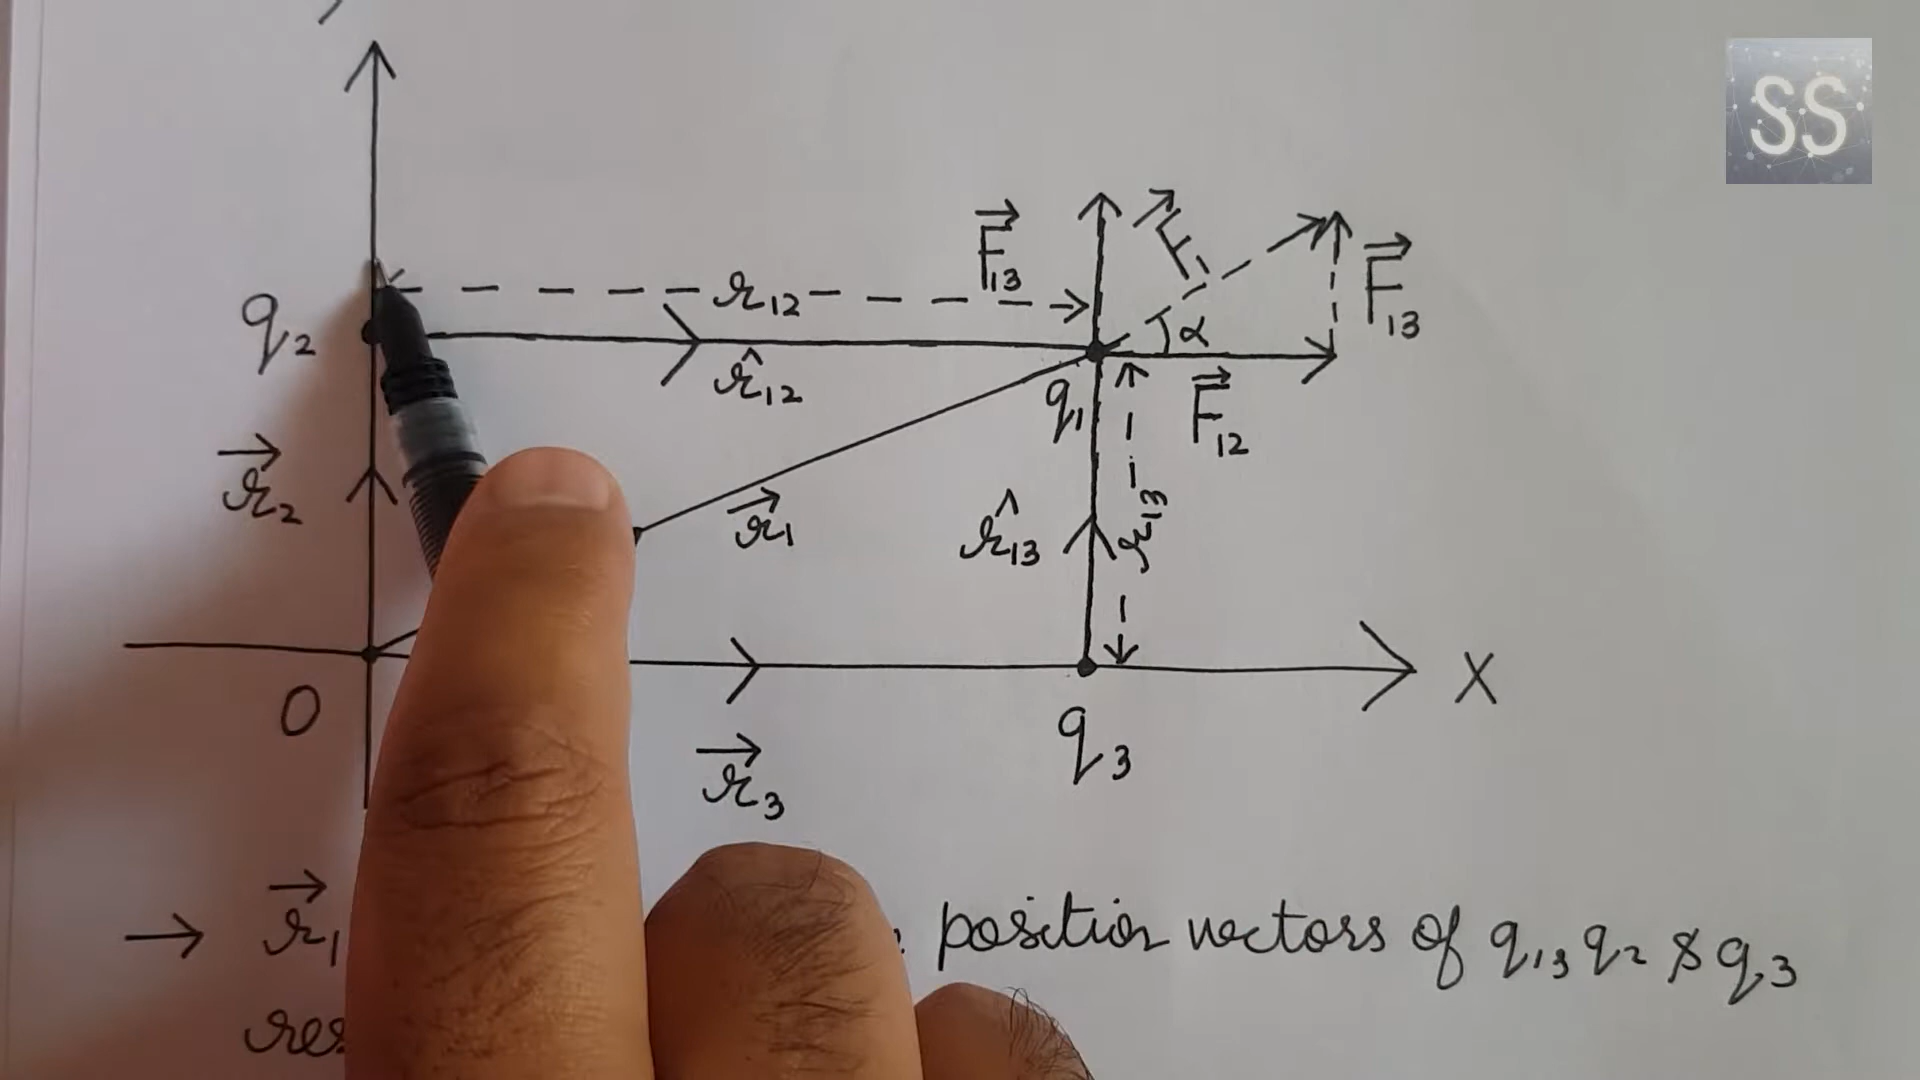 SS
F⃗₁₃
F⃗₁
F⃗₁₃
r₁₂
q₂
α
r̂₁₂
q₁
F⃗₁₂
r⃗₂
r⃗₁
r̂₁₃
r₁₃
O
X
r⃗₃
q₃
→ r⃗₁ position vectors of q₁, q₂ & q₃